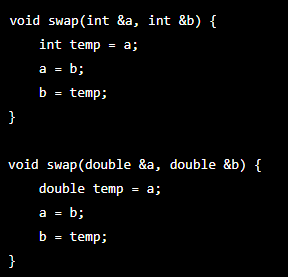 void swap(int &a, int &b) {
    int temp = a;
    a = b;
    b = temp;
}

void swap(double &a, double &b) {
    double temp = a;
    a = b;
    b = temp;
}